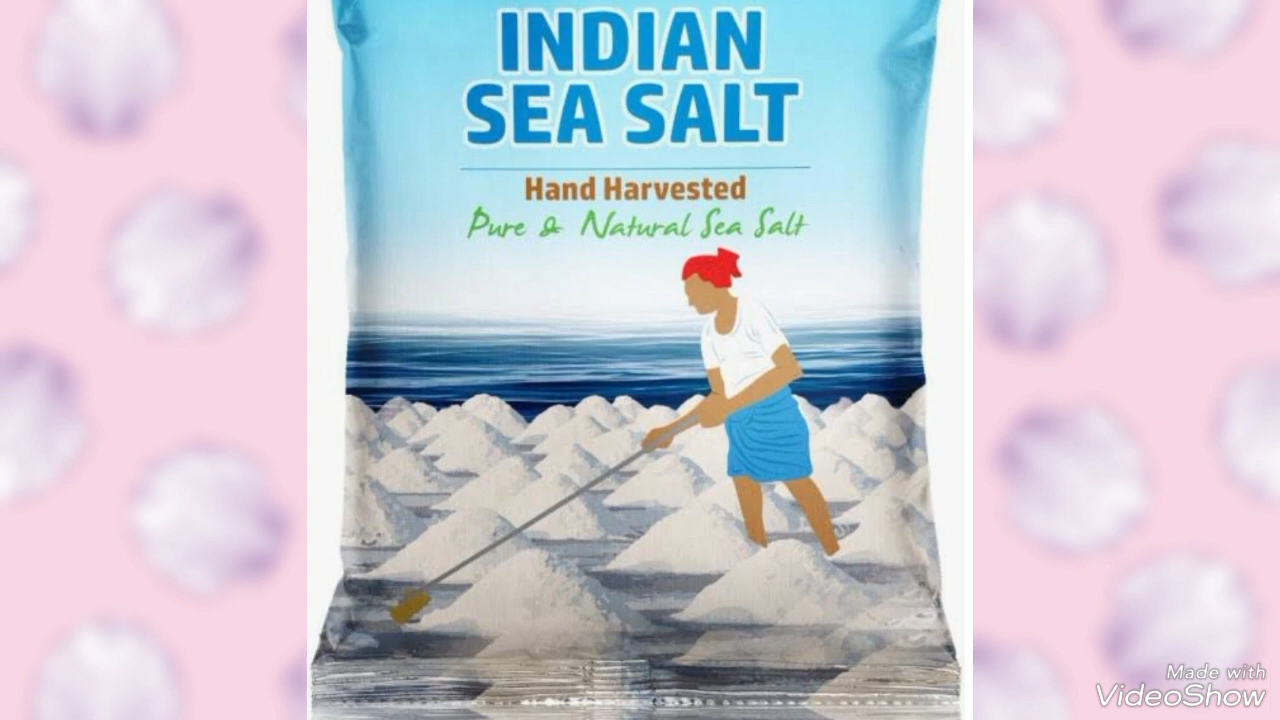 INDIAN
SEA SALT
Hand Harvested
Pure & Natural Sea Salt
Made with
VideoShow